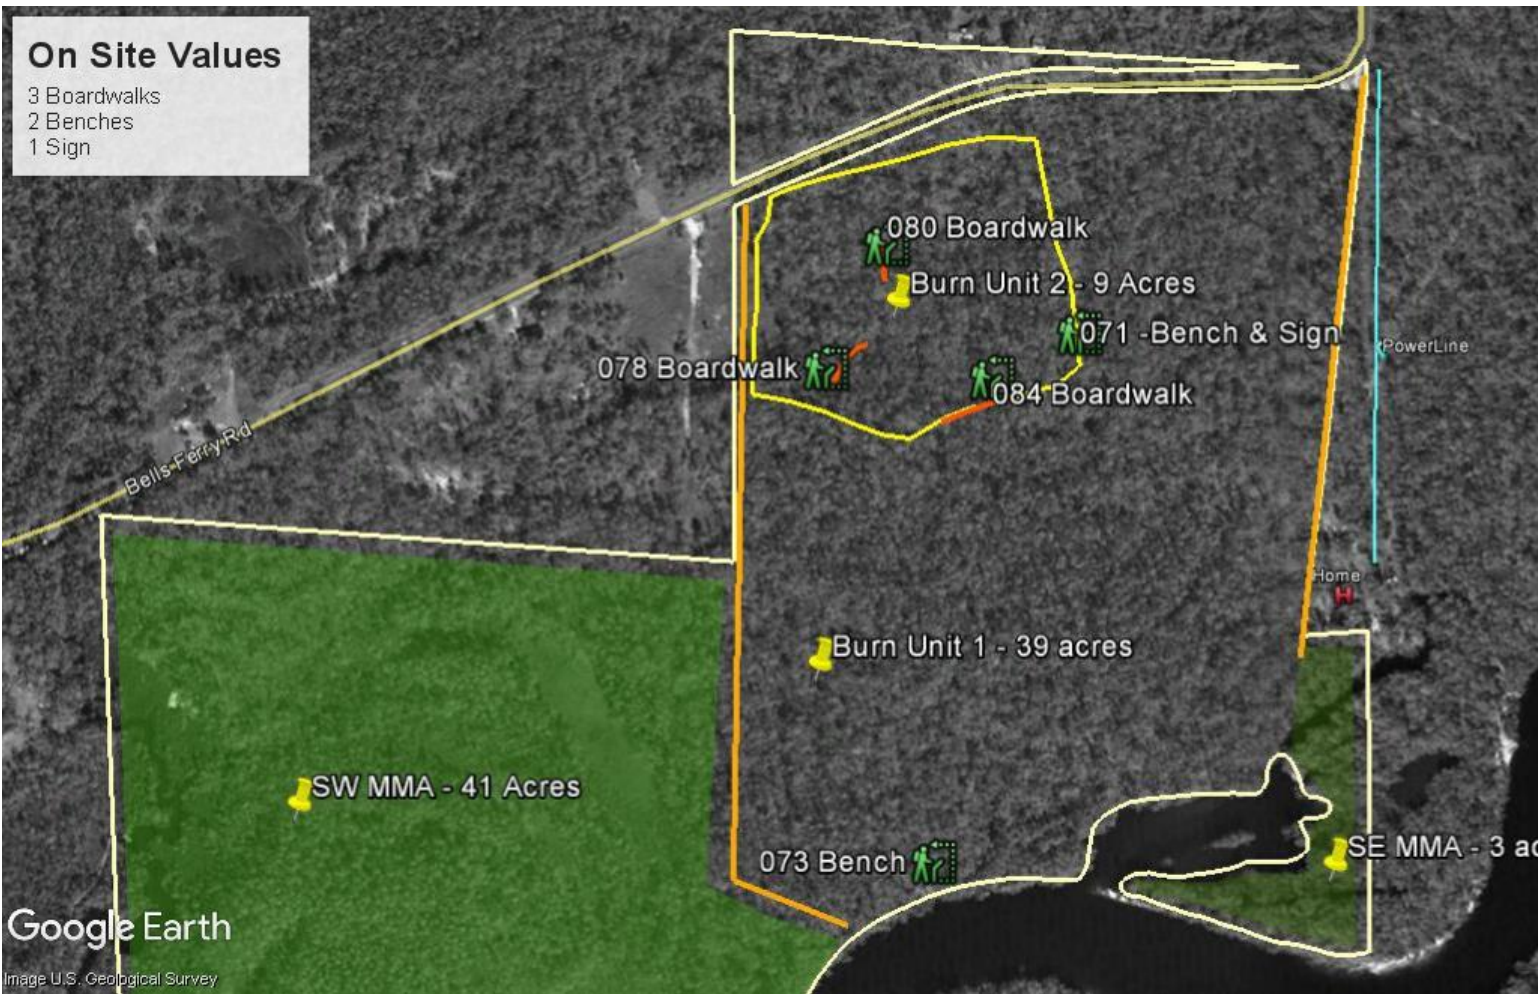 On Site Values
3 Boardwalks
2 Benches
1 Sign
080 Boardwalk
Burn Unit 2 - 9 Acres
071 -Bench & Sign
PowerLine
078 Boardwalk
084 Boardwalk
Bells Ferry Rd
Home
H
Burn Unit 1 - 39 acres
SW MMA - 41 Acres
SE MMA - 3 ac
073 Bench
Google Earth
Image U.S. Geological Survey